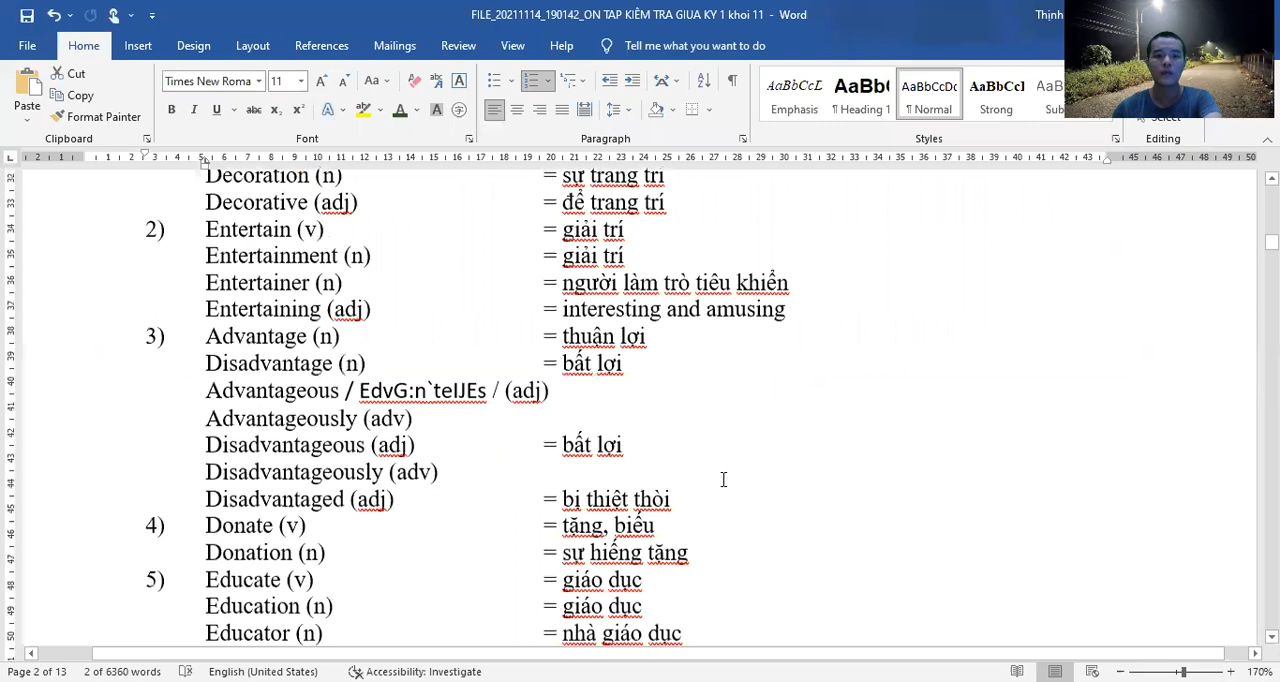 FILE_20211114_190142_ON TAP KIÊM TRA GIUA KY 1 khoi 11 - Word
Thịnh
File Home Insert Design Layout References Mailings Review View Help Tell me what you want to do
Cut
Copy
Format Painter
Paste
Times New Roma 11
Aa
AaBbCcL AaBb( AaBbCcDc AaBbCcl AaB
Emphasis Heading 1 Normal Strong Sub
Select
Clipboard Font Paragraph Styles Editing
Decoration (n) = sự trang trí
Decorative (adj) = để trang trí
2) Entertain (v) = giải trí
Entertainment (n) = giải trí
Entertainer (n) = người làm trò tiêu khiển
Entertaining (adj) = interesting and amusing
3) Advantage (n) = thuận lợi
Disadvantage (n) = bất lợi
Advantageous / EdvG:n`teIJEs / (adj)
Advantageously (adv)
Disadvantageous (adj) = bất lợi
Disadvantageously (adv)
Disadvantaged (adj) = bị thiệt thòi
4) Donate (v) = tặng, biếu
Donation (n) = sự hiếng tặng
5) Educate (v) = giáo dục
Education (n) = giáo dục
Educator (n) = nhà giáo dục
Page 2 of 13 2 of 6360 words English (United States) Accessibility: Investigate 170%